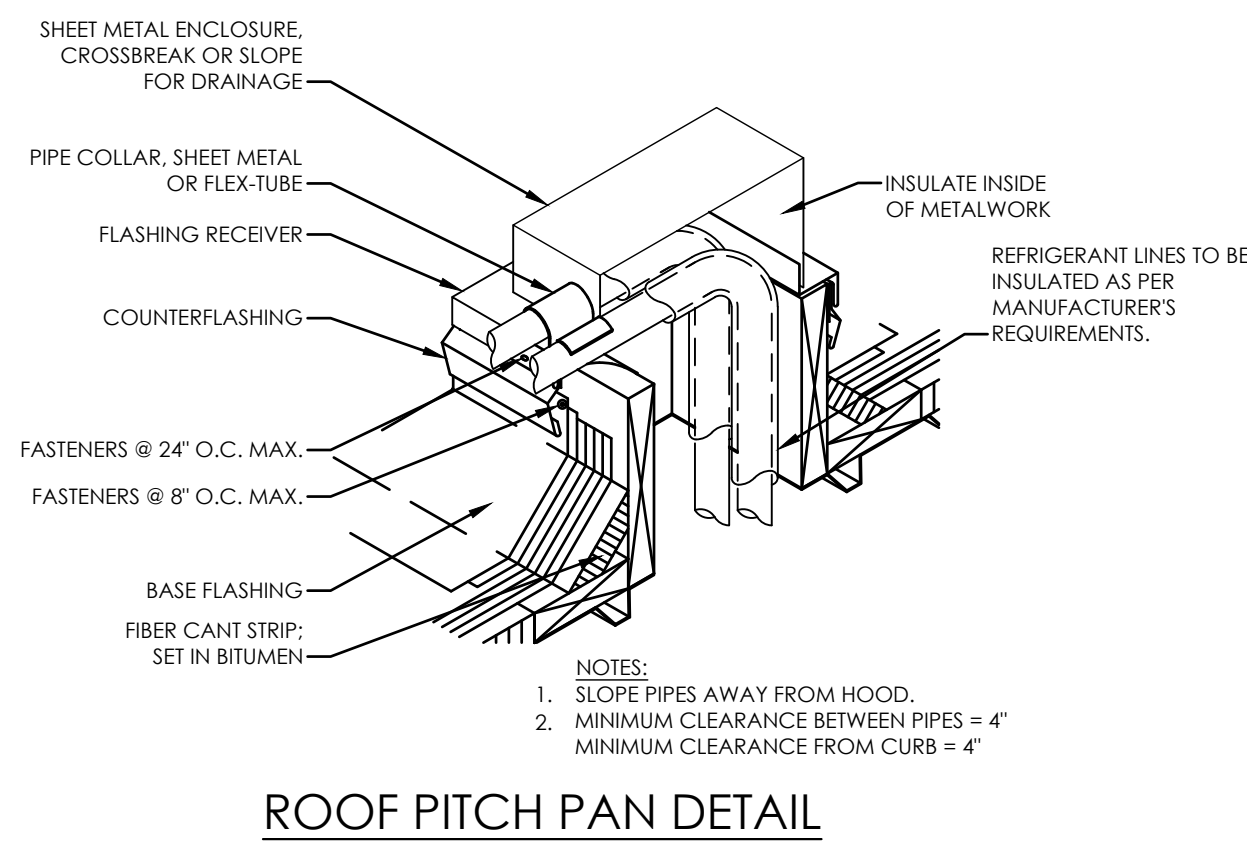 SHEET METAL ENCLOSURE,
CROSSBREAK OR SLOPE
FOR DRAINAGE
PIPE COLLAR, SHEET METAL
OR FLEX-TUBE
FLASHING RECEIVER
COUNTERFLASHING
FASTENERS @ 24" O.C. MAX.
FASTENERS @ 8" O.C. MAX.
BASE FLASHING
FIBER CANT STRIP;
SET IN BITUMEN
INSULATE INSIDE
OF METALWORK
REFRIGERANT LINES TO BE
INSULATED AS PER
MANUFACTURER'S
REQUIREMENTS.
NOTES:
1. SLOPE PIPES AWAY FROM HOOD.
2. MINIMUM CLEARANCE BETWEEN PIPES = 4"
MINIMUM CLEARANCE FROM CURB = 4"
ROOF PITCH PAN DETAIL